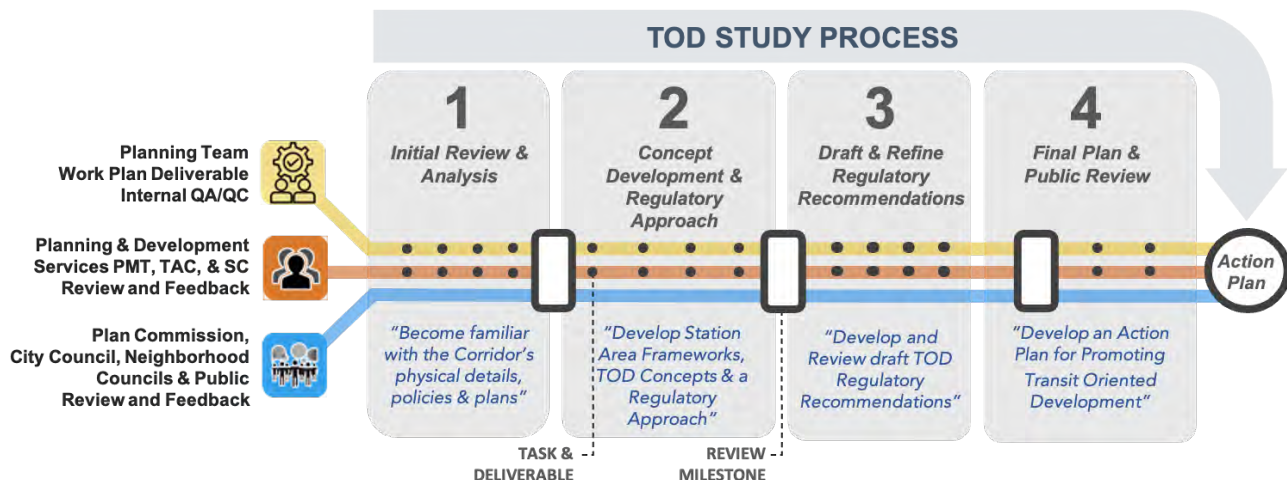 TOD STUDY PROCESS
1
Initial Review &
Analysis
2
Concept
Development &
Regulatory
Approach
3
Draft & Refine
Regulatory
Recommendations
4
Final Plan &
Public Review
Planning Team
Work Plan Deliverable
Internal QA/QC
Planning & Development
Services PMT, TAC, & SC
Review and Feedback
Plan Commission,
City Council, Neighborhood
Councils & Public
Review and Feedback
Action
Plan
“Become familiar
with the Corridor’s
physical details,
policies & plans”
“Develop Station
Area Frameworks,
TOD Concepts & a
Regulatory
Approach”
“Develop and
Review draft TOD
Regulatory
Recommendations”
“Develop an Action
Plan for Promoting
Transit Oriented
Development”
TASK &
DELIVERABLE
REVIEW
MILESTONE